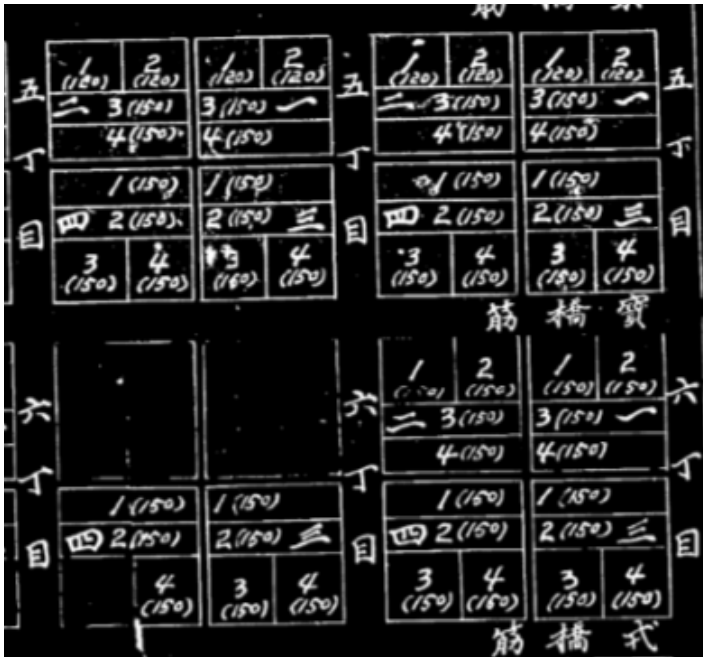 五 1 (120) 2 (120) 1 (120) 2 (120) 五 1 (120) 2 (120) 1 (120) 2 (120) 五
二 3 (150) 3 (150) 一 二 3 (150) 3 (150) 一
丁 4 (150) 4 (150) 丁 4 (150) 4 (150) 丁
1 (150) 1 (150) 1 (150) 1 (150)
目 四 2 (150) 2 (150) 三 目 四 2 (150) 2 (150) 三 目
3 (150) 4 (150) 3 (160) 4 (150) 3 (150) 4 (150) 3 (150) 4 (150)
寶橋筋
六 六 1 2 (150) 1 (150) 2 (150) 六
二 3 (150) 3 (150) 一
丁 丁 4 (150) 4 (150) 丁
1 (150) 1 (150) 1 (150) 1 (150)
目 四 2 (150) 2 (150) 三 目 四 2 (150) 2 (150) 三 目
4 (150) 3 (150) 4 (150) 3 (150) 4 (150) 3 (150) 4 (150)
橋筋